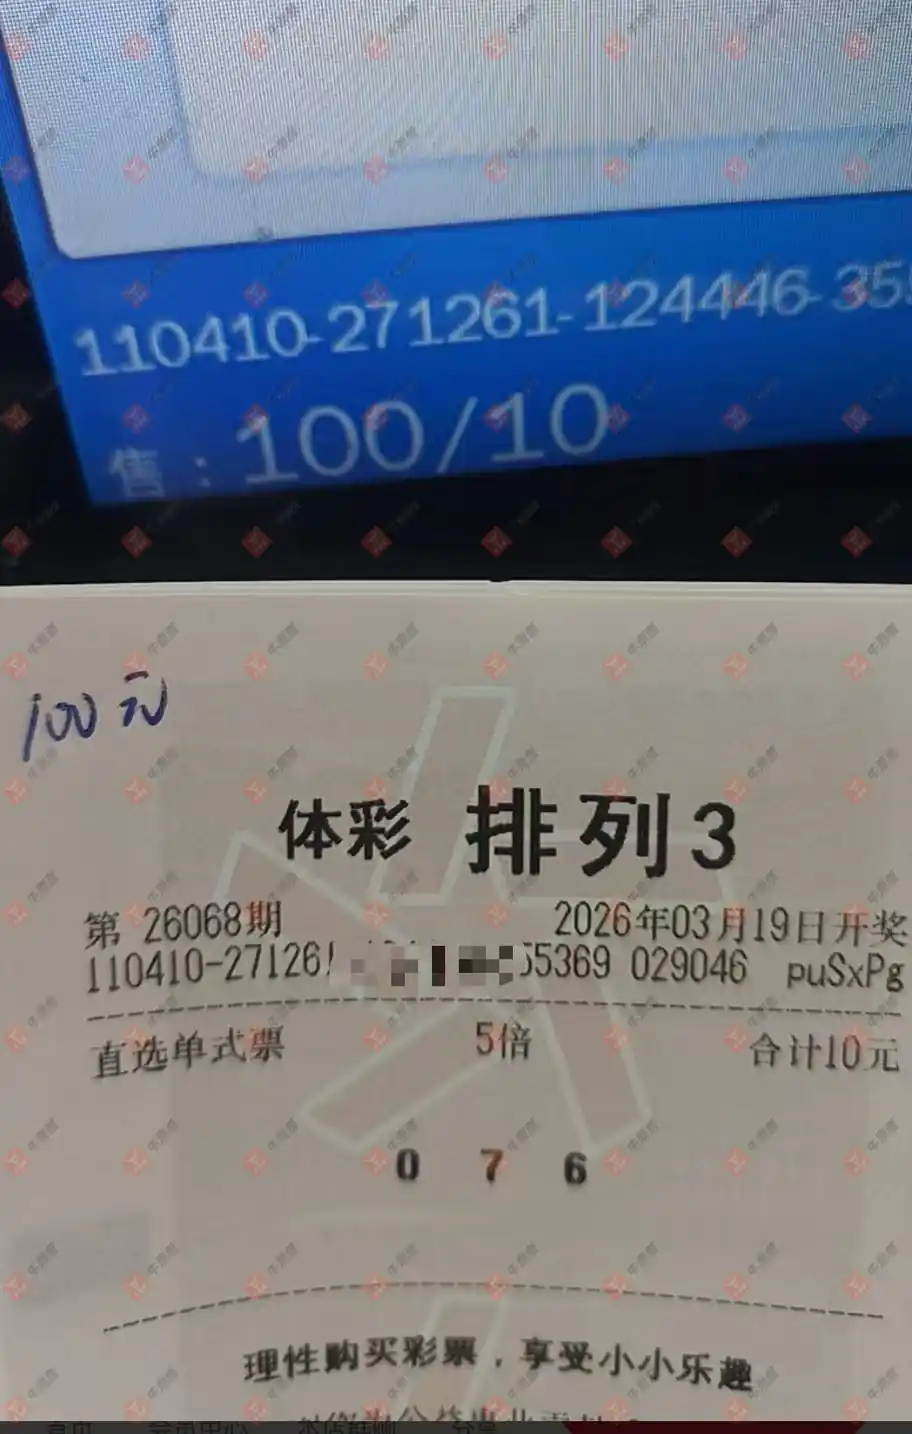 110410-271261-124446-35
售：100/10
100元
体彩 排列3
第 26068期 2026年03月19日开奖
110410-271261 55369 029046 puSxPg
直选单式票 5倍 合计10元
0 7 6
理性购买彩票，享受小小乐趣